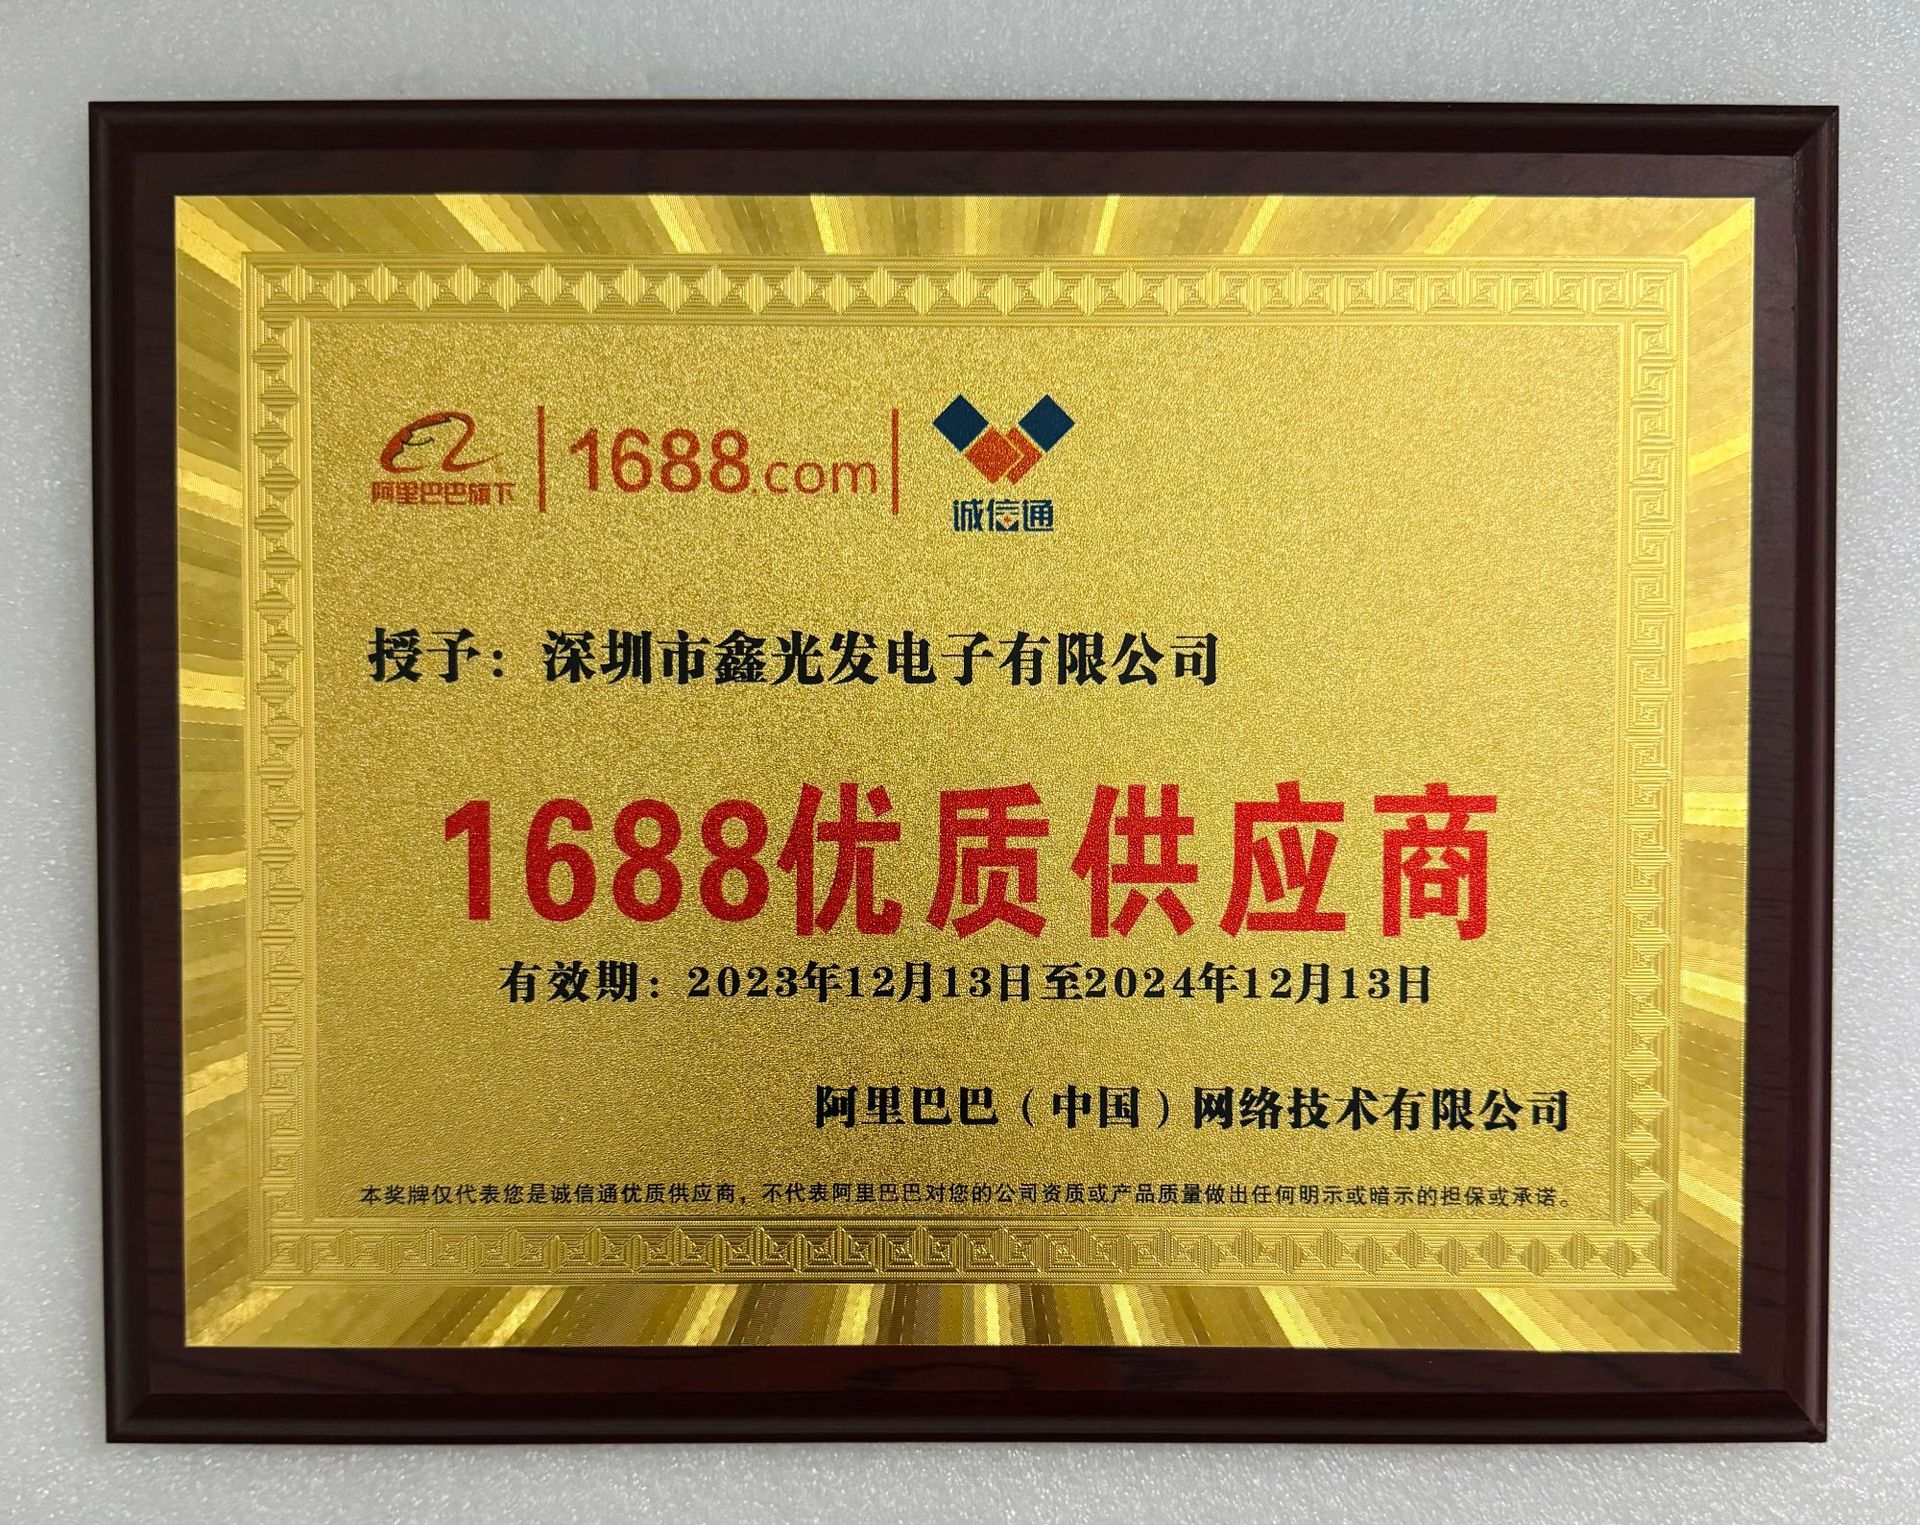 阿里巴巴旗下 1688.com 诚信通
授予：深圳市鑫光发电子有限公司
1688优质供应商
有效期：2023年12月13日至2024年12月13日
阿里巴巴（中国）网络技术有限公司
本奖牌仅代表您是诚信通优质供应商，不代表阿里巴巴对您的公司资质或产品质量做出任何明示或暗示的担保或承诺。